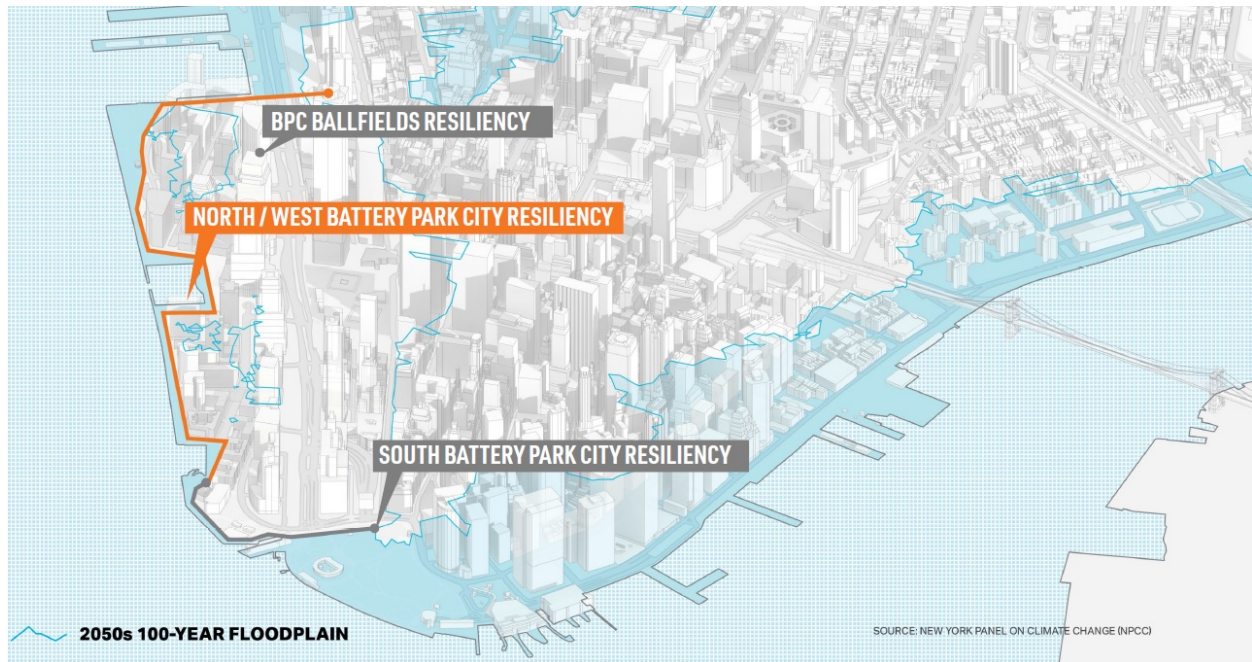 BPC BALLFIELDS RESILIENCY
NORTH / WEST BATTERY PARK CITY RESILIENCY
SOUTH BATTERY PARK CITY RESILIENCY
2050s 100-YEAR FLOODPLAIN
SOURCE: NEW YORK PANEL ON CLIMATE CHANGE (NPCC)